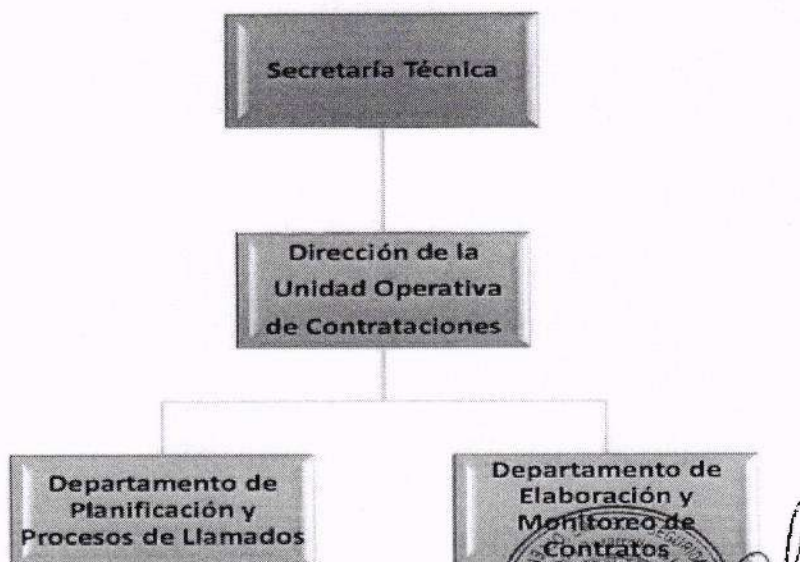 Secretaría Técnica
Dirección de la
Unidad Operativa
de Contrataciones
Departamento de
Planificación y
Procesos de Llamados
Departamento de
Elaboración y
Monitoreo de
Contratos